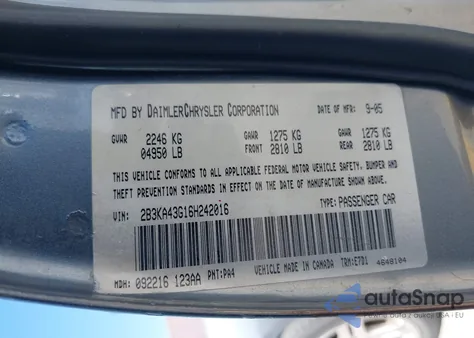 MFD BY DAIMLERCHRYSLER CORPORATION DATE OF MFR: 9-05
GVWR 2246 KG GAWR 1275 KG GAWR 1275 KG
04950 LB FRONT 2810 LB REAR 2810 LB
THIS VEHICLE CONFORMS TO ALL APPLICABLE FEDERAL MOTOR VEHICLE SAFETY, BUMPER AND
THEFT PREVENTION STANDARDS IN EFFECT ON THE DATE OF MANUFACTURE SHOWN ABOVE.
VIN: 2B3KA43G16H242016 TYPE: PASSENGER CAR
MDH: 092216 123AA PNT: PA4 VEHICLE MADE IN CANADA TRM: E7D1 4648104
autoSnap